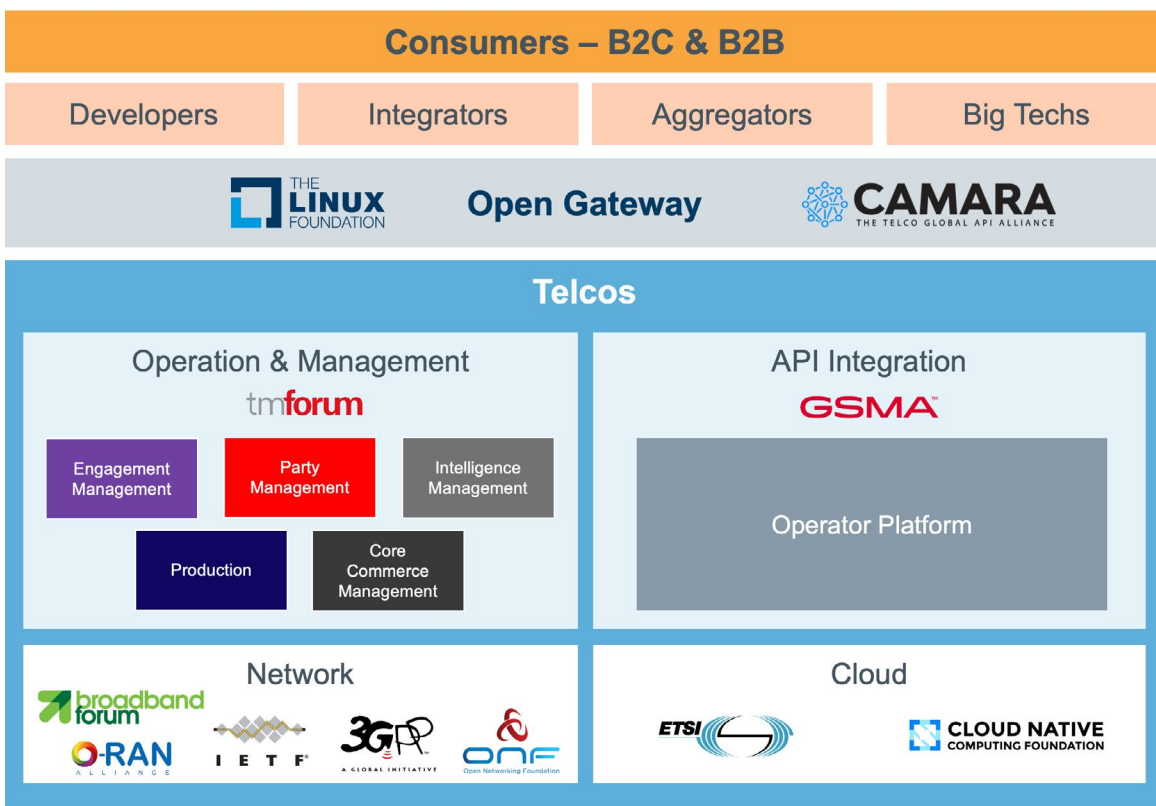 Consumers – B2C & B2B
Developers
Integrators
Aggregators
Big Techs
THE
LINUX
FOUNDATION
Open Gateway
CAMARA
THE TELCO GLOBAL API ALLIANCE
Telcos
Operation & Management
tmforum
Engagement
Management
Party
Management
Intelligence
Management
Production
Core
Commerce
Management
API Integration
GSMA™
Operator Platform
Network
broadband
forum
O-RAN
ALLIANCE
IETF®
3GPP™
A GLOBAL INITIATIVE
ONF
Open Networking Foundation
Cloud
ETSI
CLOUD NATIVE
COMPUTING FOUNDATION